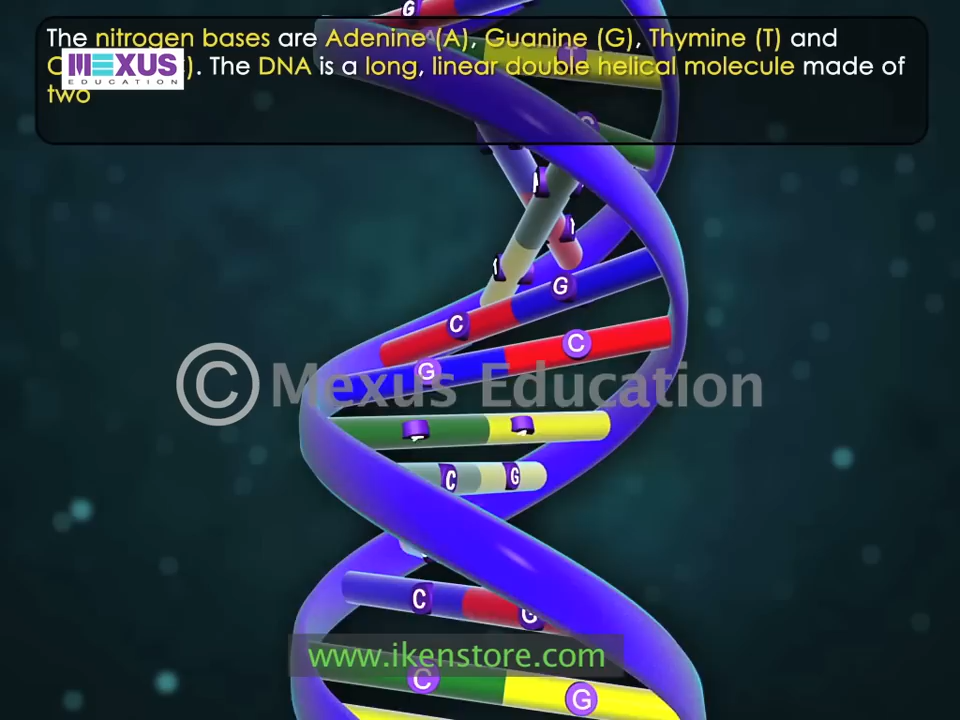 The nitrogen bases are Adenine (A), Guanine (G), Thymine (T) and
MEXUS
EDUCATION
). The DNA is a long, linear double helical molecule made of
two
G
T
C
A
G
C
C
G
C
G
© Mexus Education
C
G
www.ikenstore.com
C
G